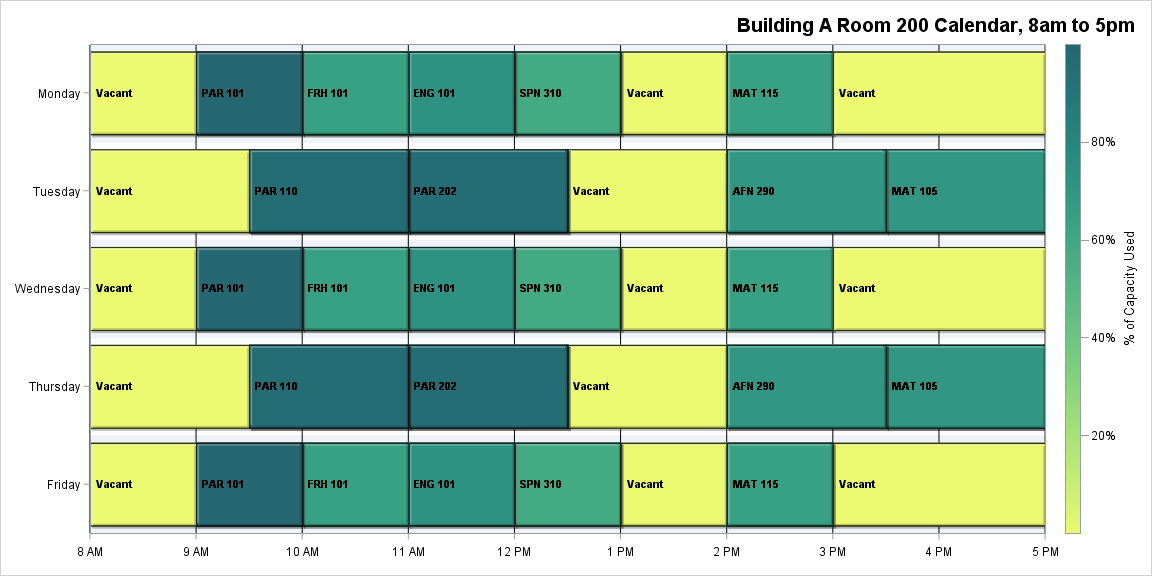 Building A Room 200 Calendar, 8am to 5pm
Monday
Vacant PAR 101 FRH 101 ENG 101 SPN 310 Vacant MAT 115 Vacant
Tuesday
Vacant PAR 110 PAR 202 Vacant AFN 290 MAT 105
Wednesday
Vacant PAR 101 FRH 101 ENG 101 SPN 310 Vacant MAT 115 Vacant
Thursday
Vacant PAR 110 PAR 202 Vacant AFN 290 MAT 105
Friday
Vacant PAR 101 FRH 101 ENG 101 SPN 310 Vacant MAT 115 Vacant
8 AM 9 AM 10 AM 11 AM 12 PM 1 PM 2 PM 3 PM 4 PM 5 PM
80%
60%
40%
20%
% of Capacity Used